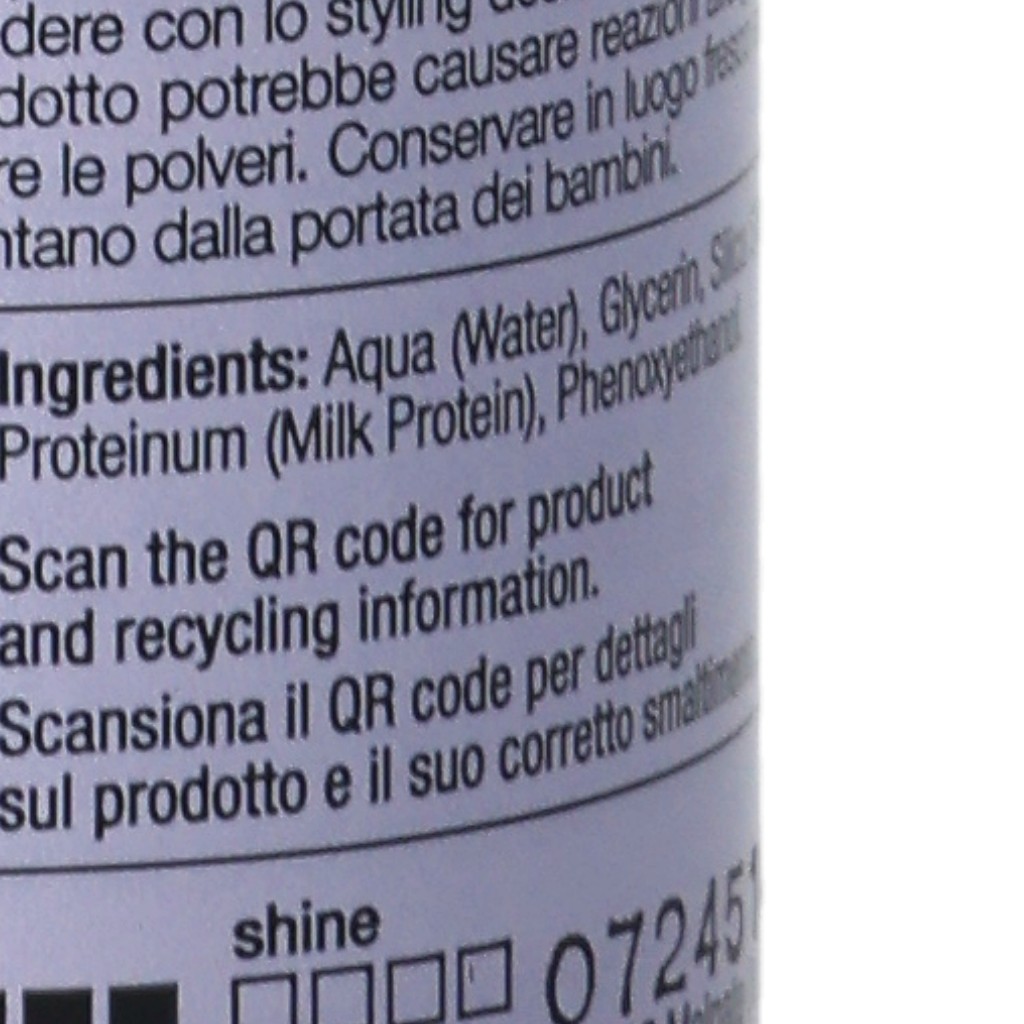 dere con lo styling
dotto potrebbe causare reazioni
re le polveri. Conservare in luogo
ntano dalla portata dei bambini.
Ingredients: Aqua (Water), Glycerin,
Proteinum (Milk Protein), Phenoxyethanol
Scan the QR code for product
and recycling information.
Scansiona il QR code per dettagli
sul prodotto e il suo corretto
shine
072451